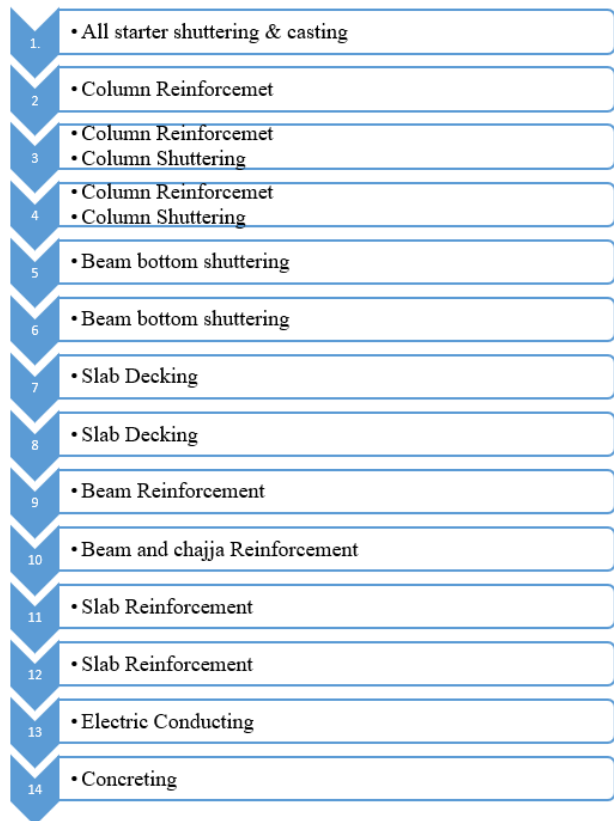 1.
• All starter shuttering & casting
2
• Column Reinforcemet
3
• Column Reinforcemet
• Column Shuttering
4
• Column Reinforcemet
• Column Shuttering
5
• Beam bottom shuttering
6
• Beam bottom shuttering
7
• Slab Decking
8
• Slab Decking
9
• Beam Reinforcement
10
• Beam and chajja Reinforcement
11
• Slab Reinforcement
12
• Slab Reinforcement
13
• Electric Conducting
14
• Concreting